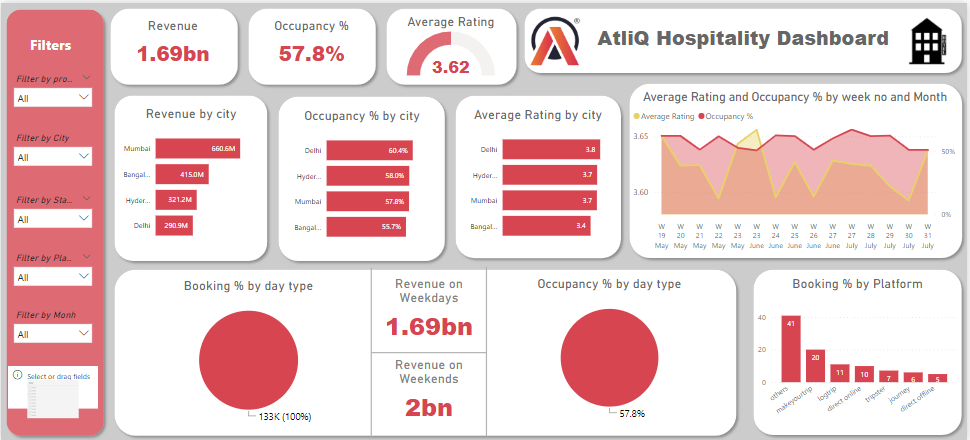 Filters
Filter by pro...
All
Filter by City
All
Filter by Sta...
All
Filter by Pla...
All
Filter by Monh
All
Select or drag fields
Revenue
1.69bn
Occupancy %
57.8%
Average Rating
3.62
®
AtliQ Hospitality Dashboard
Revenue by city
Mumbai 660.6M
Bangal... 415.0M
Hyder... 321.2M
Delhi 290.9M
Occupancy % by city
Delhi 60.4%
Hyder... 58.0%
Mumbai 57.8%
Bangal... 55.7%
Average Rating by city
Delhi 3.8
Hyder... 3.7
Mumbai 3.7
Bangal... 3.4
Average Rating and Occupancy % by week no and Month
Average Rating Occupancy %
3.65
50%
3.60
0%
W W W W W W W W W W W W W W W
19 20 21 22 23 23 24 25 26 27 27 28 29 30 31
May May May May May June June June June June July July July July July
Booking % by day type
133K (100%)
Revenue on
Weekdays
1.69bn
Revenue on
Weekends
2bn
Occupancy % by day type
57.8%
Booking % by Platform
40
20
0
41 20 11 10 7 6 5
others makeyourtrip logtrip direct online tripster journey direct offline